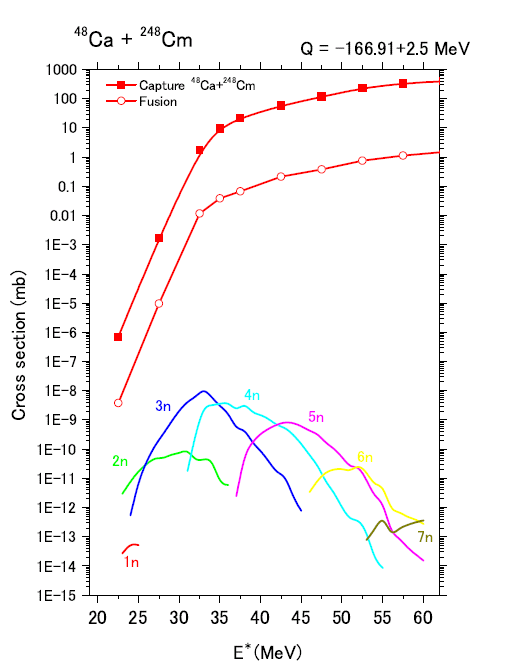 ⁴⁸Ca + ²⁴⁸Cm
Q = -166.91+2.5 MeV
Capture ⁴⁸Ca+²⁴⁸Cm
Fusion
1000
100
10
1
0.1
0.01
1E-3
1E-4
1E-5
1E-6
1E-7
1E-8
1E-9
1E-10
1E-11
1E-12
1E-13
1E-14
1E-15
Cross section (mb)
1n
2n
3n
4n
5n
6n
7n
20 25 30 35 40 45 50 55 60
E*(MeV)